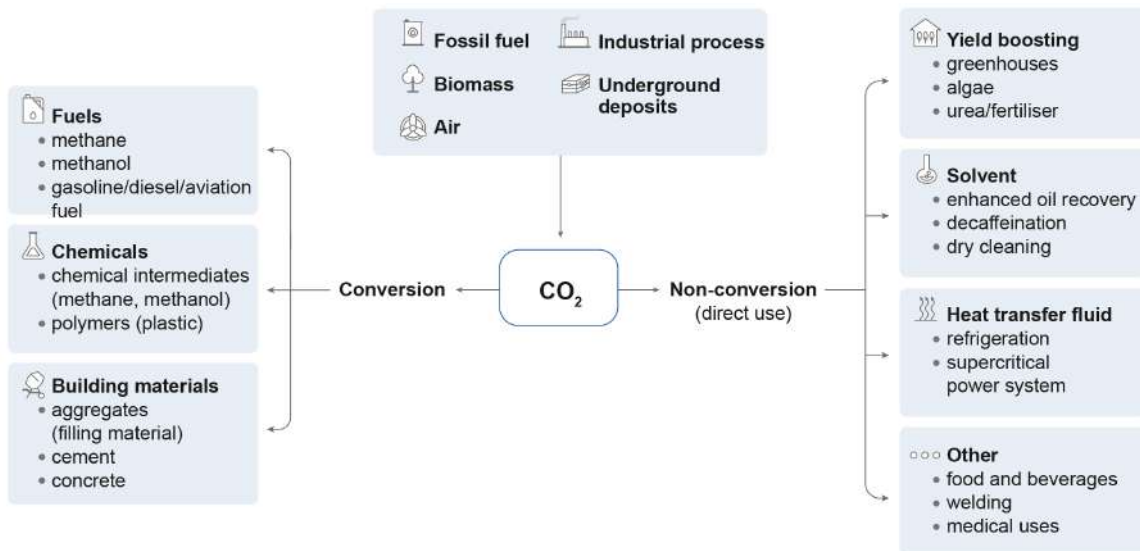 Fossil fuel
Industrial process
Biomass
Underground
deposits
Air
Fuels
• methane
• methanol
• gasoline/diesel/aviation
fuel
Chemicals
• chemical intermediates
(methane, methanol)
• polymers (plastic)
Building materials
• aggregates
(filling material)
• cement
• concrete
Conversion
CO₂
Non-conversion
(direct use)
Yield boosting
• greenhouses
• algae
• urea/fertiliser
Solvent
• enhanced oil recovery
• decaffeination
• dry cleaning
Heat transfer fluid
• refrigeration
• supercritical
power system
Other
• food and beverages
• welding
• medical uses